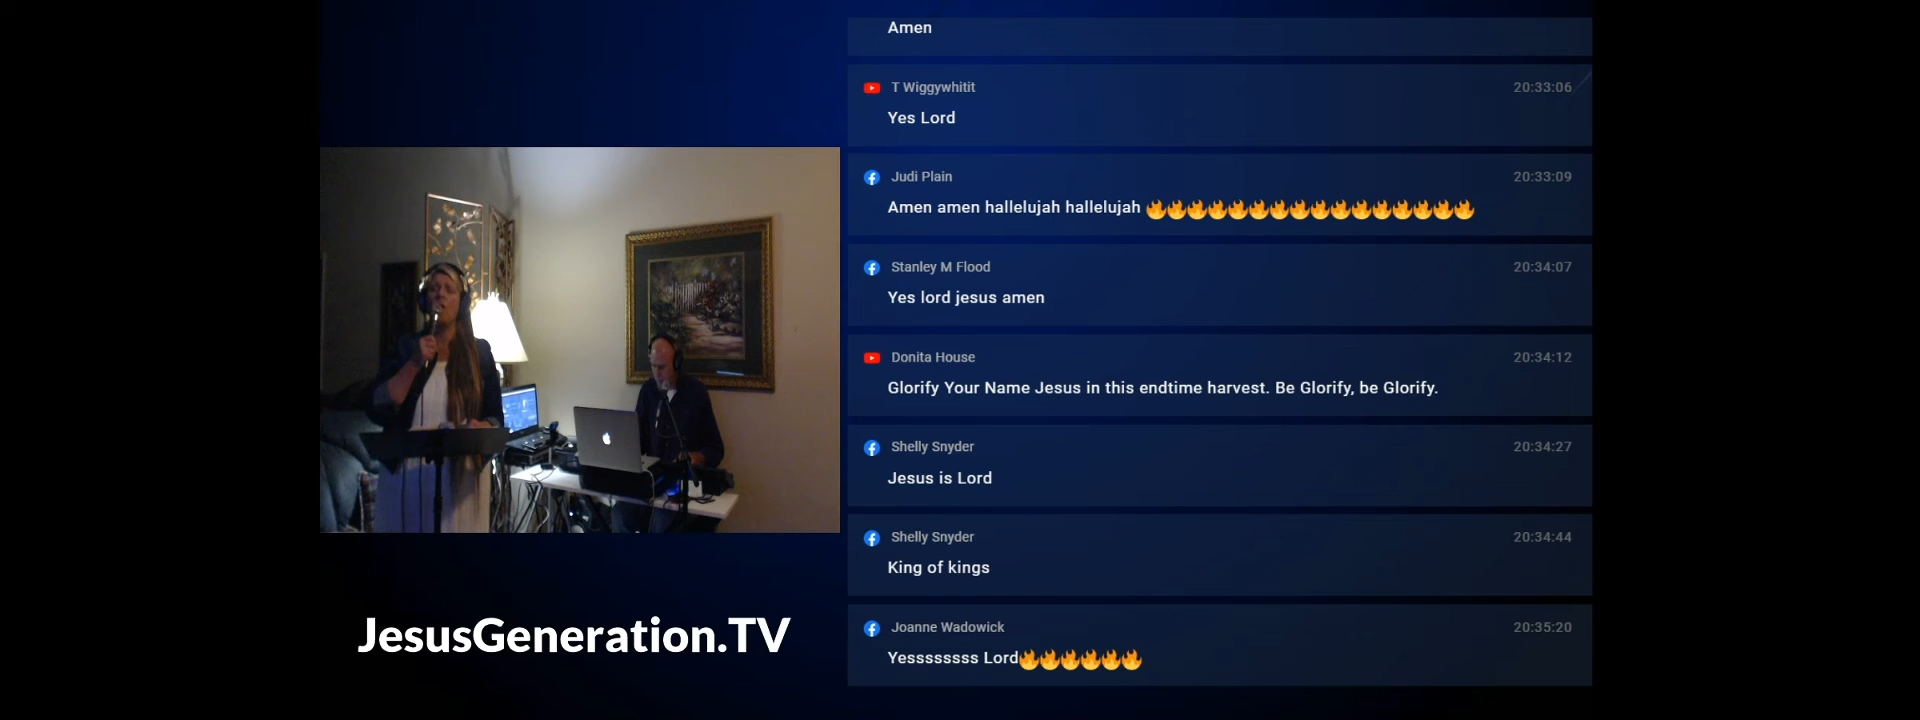 Amen
T Wiggywhitit 20:33:06
Yes Lord
Judi Plain 20:33:09
Amen amen hallelujah hallelujah 🔥🔥🔥🔥🔥🔥🔥🔥🔥🔥🔥🔥🔥🔥🔥🔥
Stanley M Flood 20:34:07
Yes lord jesus amen
Donita House 20:34:12
Glorify Your Name Jesus in this endtime harvest. Be Glorify, be Glorify.
Shelly Snyder 20:34:27
Jesus is Lord
Shelly Snyder 20:34:44
King of kings
Joanne Wadowick 20:35:20
Yessssssss Lord🔥🔥🔥🔥🔥🔥
JesusGeneration.TV